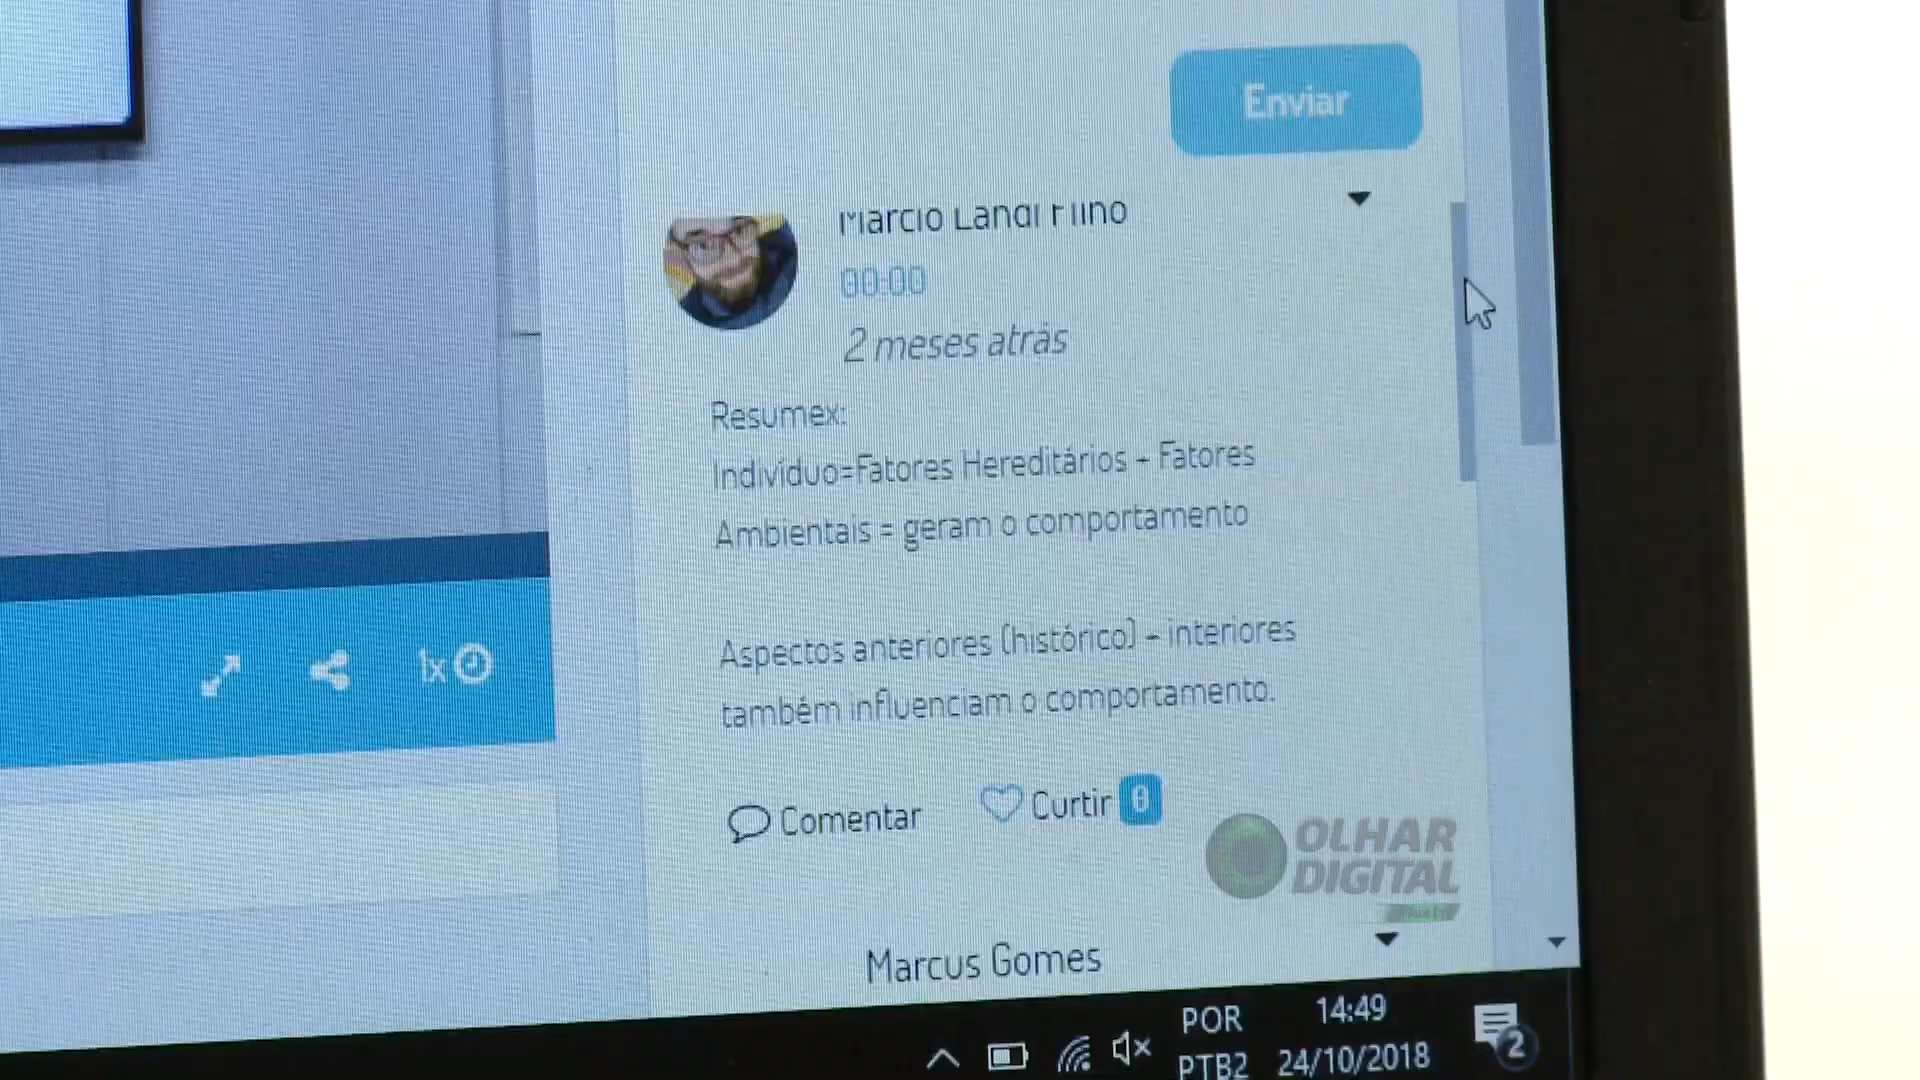 Enviar
Marcio Landi Filho
00:00
2 meses atrás
Resumex:
Indivíduo=Fatores Hereditários - Fatores
Ambientais = geram o comportamento
Aspectos anteriores (histórico) - interiores
também influenciam o comportamento.
1x
Comentar
Curtir 0
OLHAR
DIGITAL
Marcus Gomes
POR
14:49
PTB2
24/10/2018
2